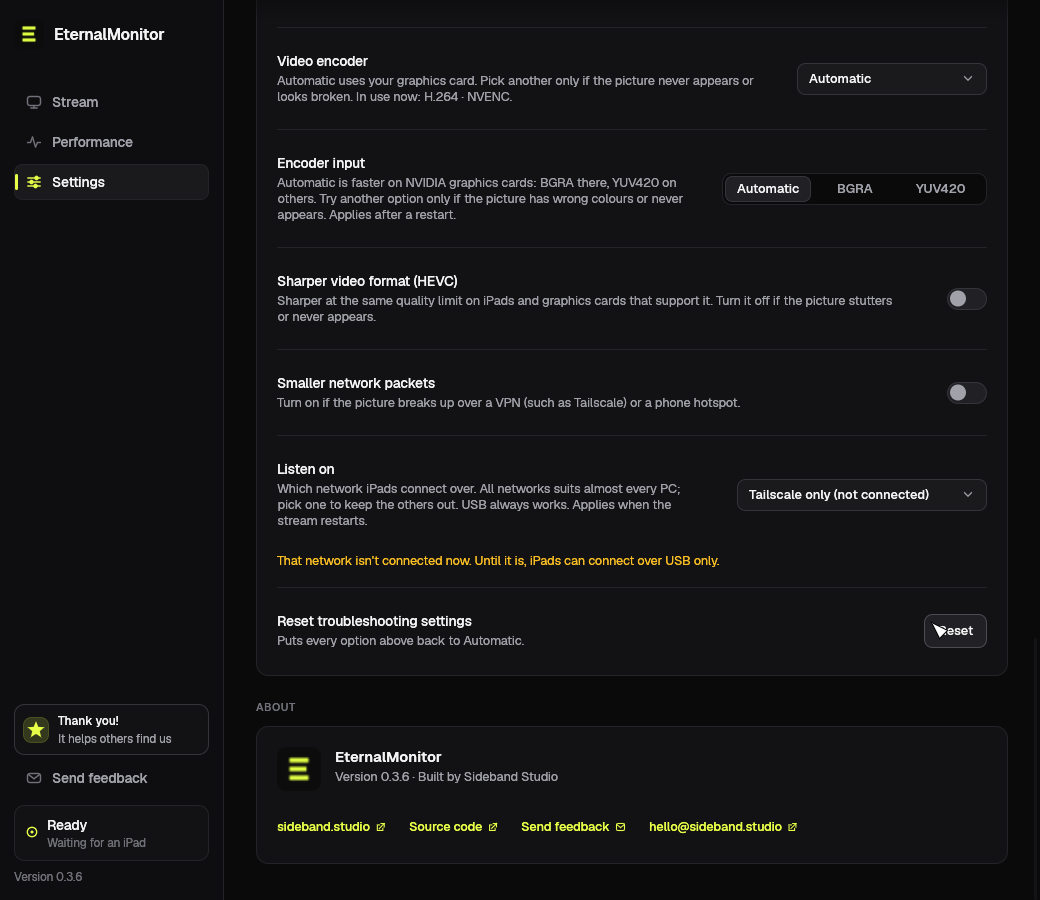 EternalMonitor
Stream
Performance
Settings
Video encoder
Automatic uses your graphics card. Pick another only if the picture never appears or
looks broken. In use now: H.264 · NVENC.
Automatic
Encoder input
Automatic is faster on NVIDIA graphics cards: BGRA there, YUV420 on
others. Try another option only if the picture has wrong colours or never
appears. Applies after a restart.
Automatic BGRA YUV420
Sharper video format (HEVC)
Sharper at the same quality limit on iPads and graphics cards that support it. Turn it off if the picture stutters
or never appears.
Smaller network packets
Turn on if the picture breaks up over a VPN (such as Tailscale) or a phone hotspot.
Listen on
Which network iPads connect over. All networks suits almost every PC;
pick one to keep the others out. USB always works. Applies when the
stream restarts.
Tailscale only (not connected)
That network isn't connected now. Until it is, iPads can connect over USB only.
Reset troubleshooting settings
Puts every option above back to Automatic.
Reset
ABOUT
EternalMonitor
Version 0.3.6 · Built by Sideband Studio
sideband.studio Source code Send feedback hello@sideband.studio
Thank you!
It helps others find us
Send feedback
Ready
Waiting for an iPad
Version 0.3.6